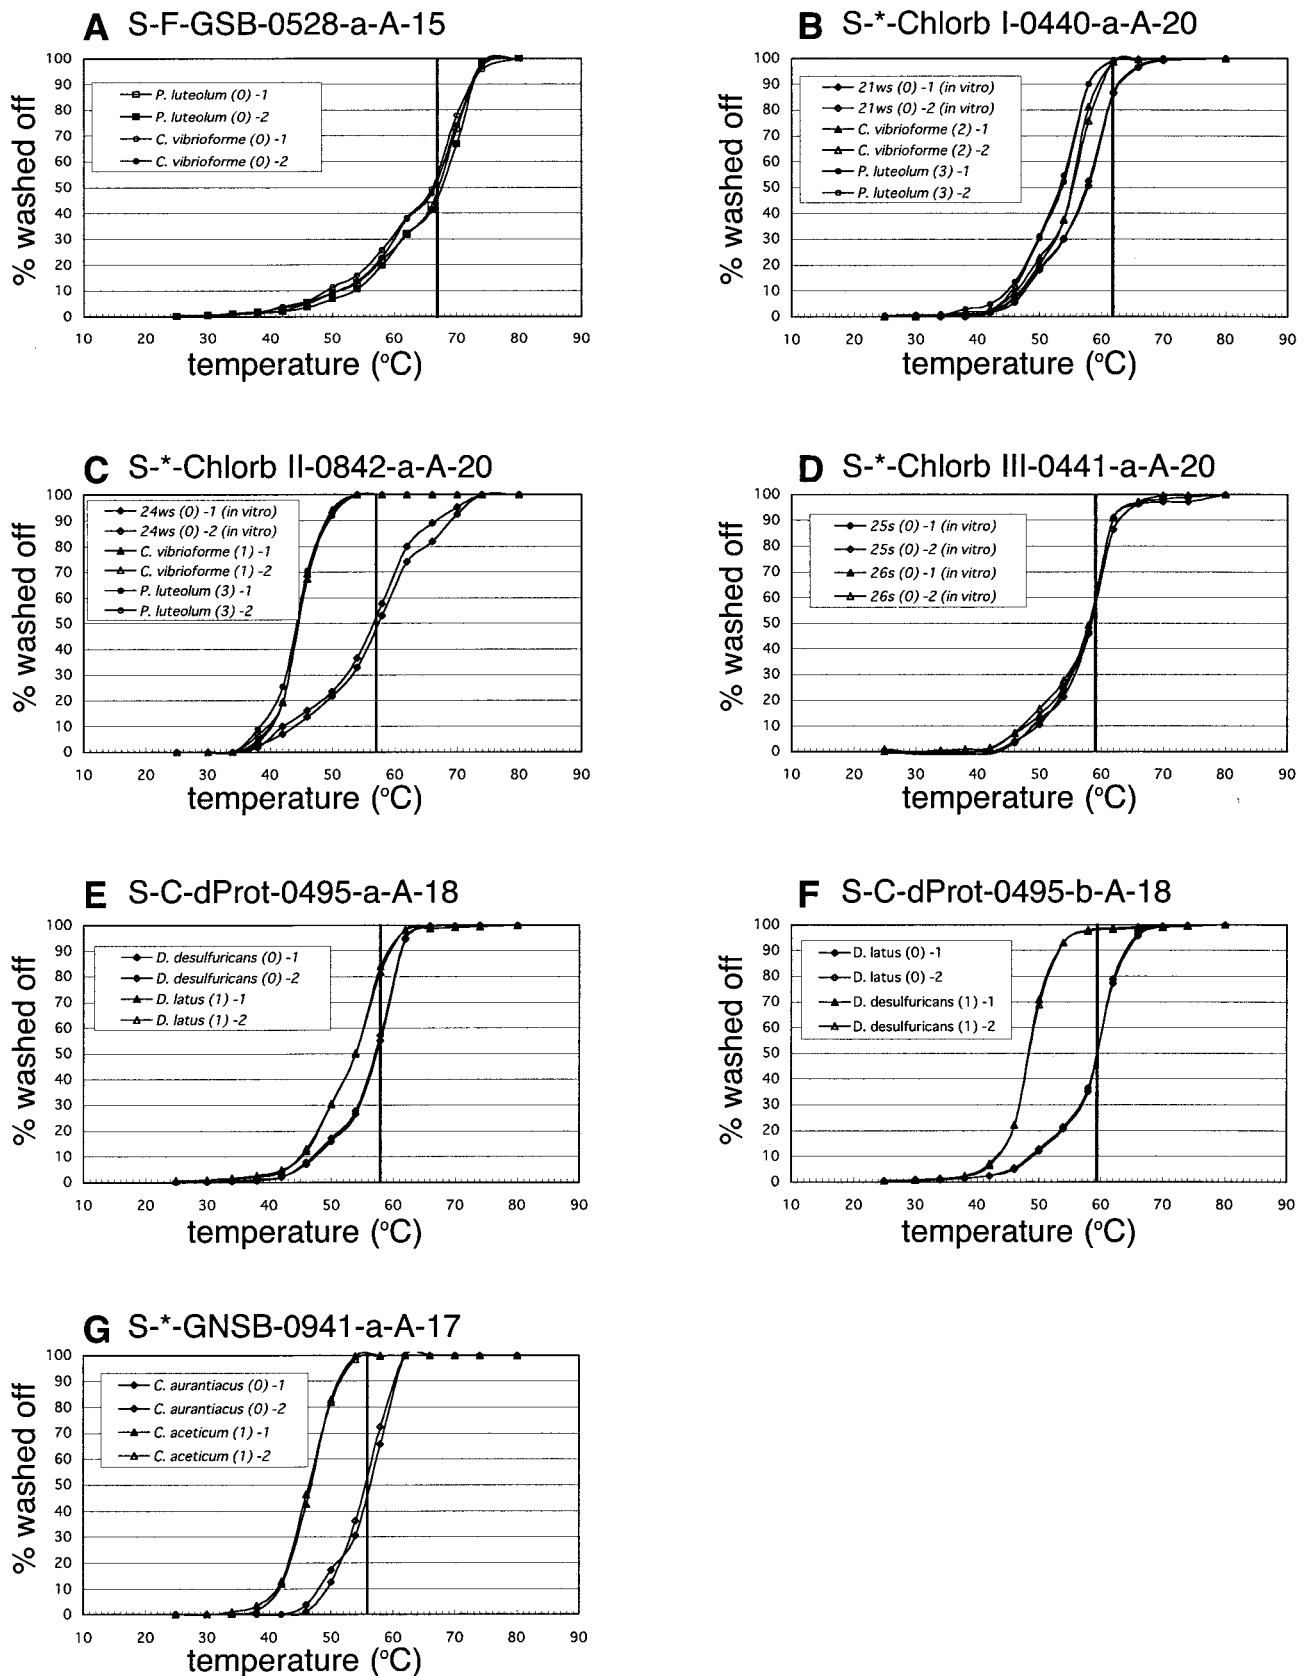 A S-F-GSB-0528-a-A-15
% washed off
100
90
80
70
60
50
40
30
20
10
0
P. luteolum (0) -1
P. luteolum (0) -2
C. vibrioforme (0) -1
C. vibrioforme (0) -2
10 20 30 40 50 60 70 80 90
temperature (°C)
B S-*-Chlorb I-0440-a-A-20
% washed off
100
90
80
70
60
50
40
30
20
10
0
21ws (0) -1 (in vitro)
21ws (0) -2 (in vitro)
C. vibrioforme (2) -1
C. vibrioforme (2) -2
P. luteolum (3) -1
P. luteolum (3) -2
10 20 30 40 50 60 70 80 90
temperature (°C)
C S-*-Chlorb II-0842-a-A-20
% washed off
100
90
80
70
60
50
40
30
20
10
0
24ws (0) -1 (in vitro)
24ws (0) -2 (in vitro)
C. vibrioforme (1) -1
C. vibrioforme (1) -2
P. luteolum (3) -1
P. luteolum (3) -2
10 20 30 40 50 60 70 80 90
temperature (°C)
D S-*-Chlorb III-0441-a-A-20
% washed off
100
90
80
70
60
50
40
30
20
10
0
25s (0) -1 (in vitro)
25s (0) -2 (in vitro)
26s (0) -1 (in vitro)
26s (0) -2 (in vitro)
10 20 30 40 50 60 70 80 90
temperature (°C)
E S-C-dProt-0495-a-A-18
% washed off
100
90
80
70
60
50
40
30
20
10
0
D. desulfuricans (0) -1
D. desulfuricans (0) -2
D. latus (1) -1
D. latus (1) -2
10 20 30 40 50 60 70 80 90
temperature (°C)
F S-C-dProt-0495-b-A-18
% washed off
100
90
80
70
60
50
40
30
20
10
0
D. latus (0) -1
D. latus (0) -2
D. desulfuricans (1) -1
D. desulfuricans (1) -2
10 20 30 40 50 60 70 80 90
temperature (°C)
G S-*-GNSB-0941-a-A-17
% washed off
100
90
80
70
60
50
40
30
20
10
0
C. aurantiacus (0) -1
C. aurantiacus (0) -2
C. aceticum (1) -1
C. aceticum (1) -2
10 20 30 40 50 60 70 80 90
temperature (°C)